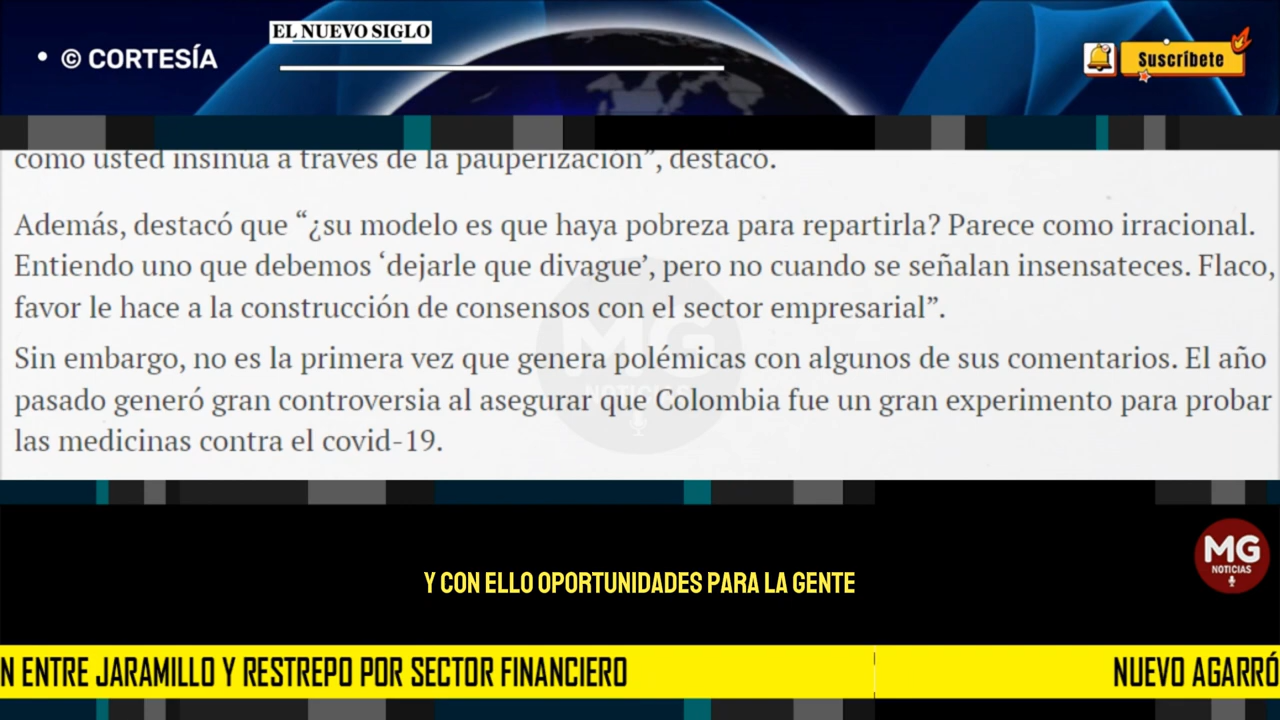 EL NUEVO SIGLO
• © CORTESÍA
Suscríbete
como usted insinúa a través de la pauperización”, destacó.
Además, destacó que “¿su modelo es que haya pobreza para repartirla? Parece como irracional.
Entiendo uno que debemos ‘dejarle que divague’, pero no cuando se señalan insensateces. Flaco,
favor le hace a la construcción de consensos con el sector empresarial”.
Sin embargo, no es la primera vez que genera polémicas con algunos de sus comentarios. El año
pasado generó gran controversia al asegurar que Colombia fue un gran experimento para probar
las medicinas contra el covid-19.
MG
NOTICIAS
MG
NOTICIAS
Y CON ELLO OPORTUNIDADES PARA LA GENTE
N ENTRE JARAMILLO Y RESTREPO POR SECTOR FINANCIERO
NUEVO AGARRÓ